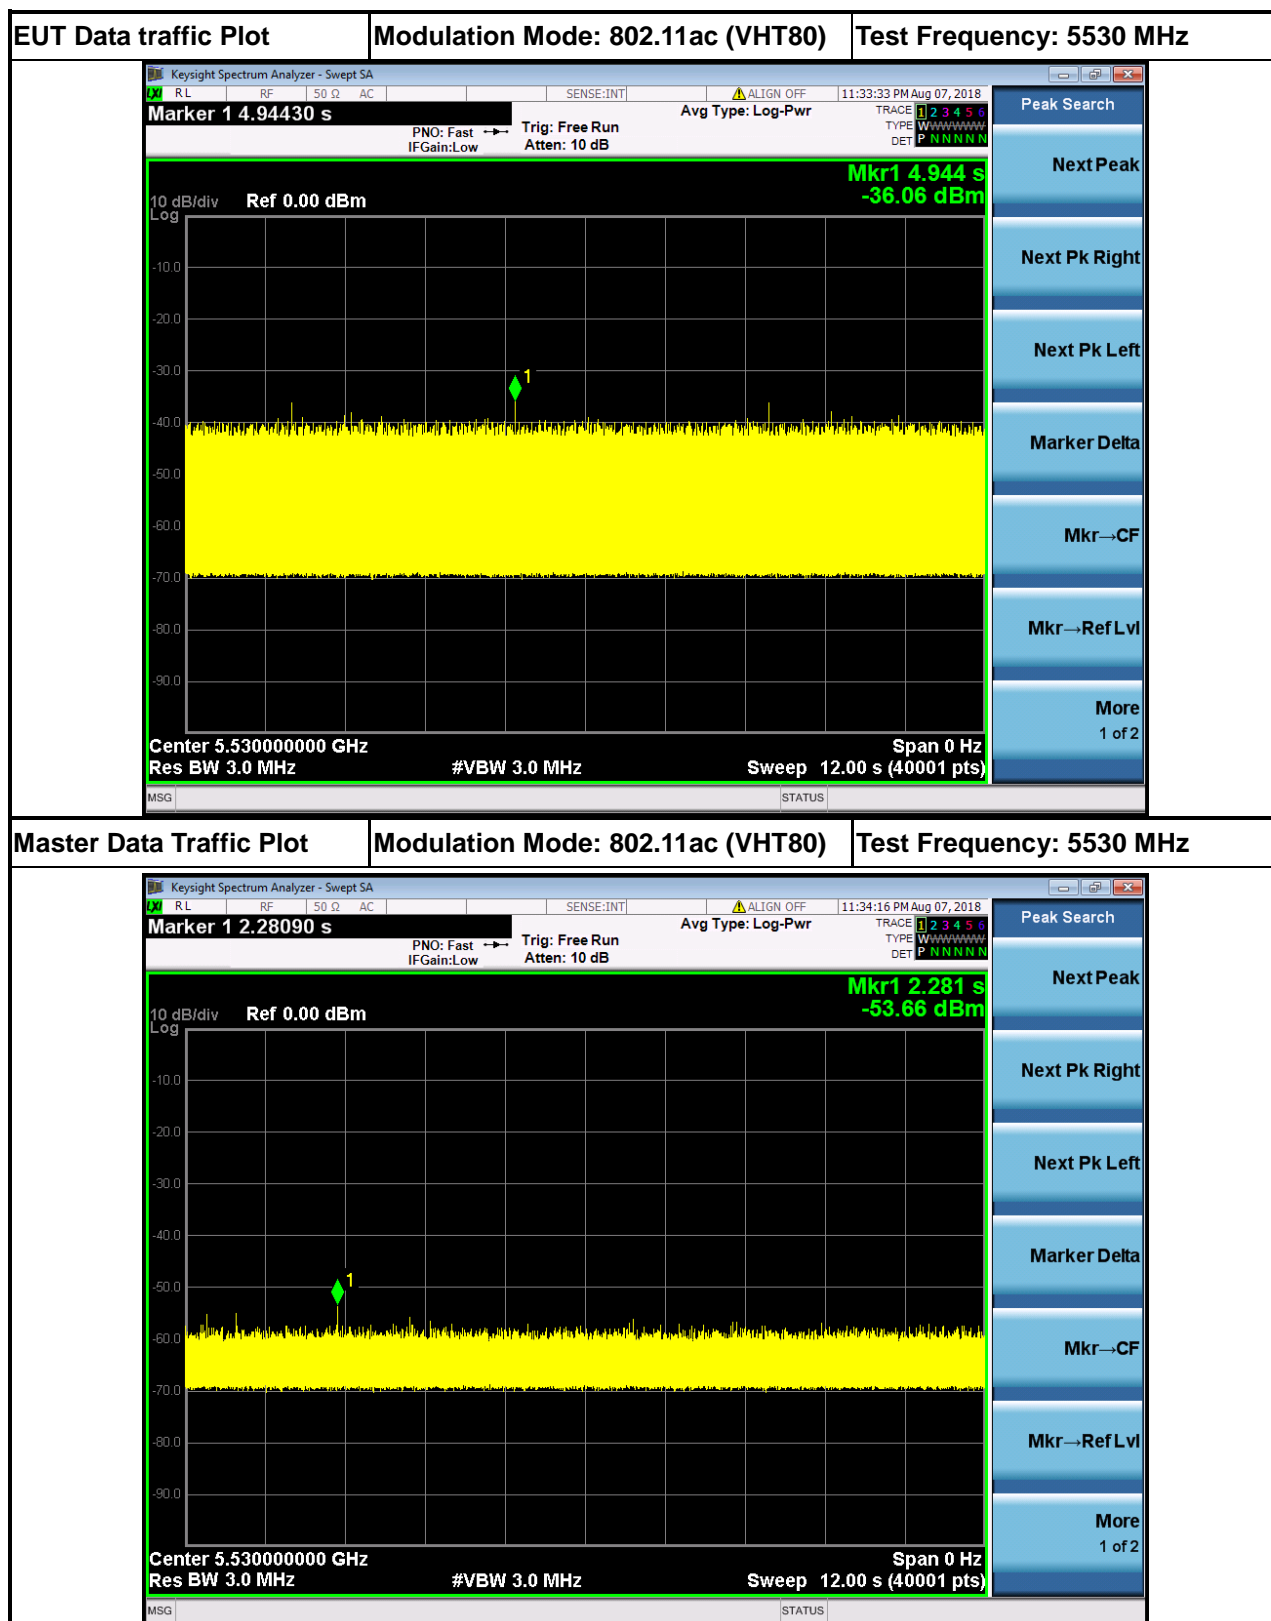 EUT Data traffic Plot Modulation Mode: 802.11ac (VHT80) Test Frequency: 5530 MHz
Keysight Spectrum Analyzer - Swept SA
LXI RL RF 50 Ω AC SENSE:INT ALIGN OFF 11:33:33 PM Aug 07, 2018
Marker 1 4.94430 s
PNO: Fast
IFGain:Low
Trig: Free Run
Atten: 10 dB
Avg Type: Log-Pwr
TRACE 1 2 3 4 5 6
TYPE WWWWWW
DET P N N N N N
Mkr1 4.944 s
-36.06 dBm
10 dB/div Ref 0.00 dBm
Log
-10.0
-20.0
-30.0
1
-40.0
-50.0
-60.0
-70.0
-80.0
-90.0
Center 5.530000000 GHz Span 0 Hz
Res BW 3.0 MHz #VBW 3.0 MHz Sweep 12.00 s (40001 pts)
MSG STATUS
Peak Search
Next Peak
Next Pk Right
Next Pk Left
Marker Delta
Mkr→CF
Mkr→Ref Lvl
More
1 of 2
Master Data Traffic Plot Modulation Mode: 802.11ac (VHT80) Test Frequency: 5530 MHz
Keysight Spectrum Analyzer - Swept SA
LXI RL RF 50 Ω AC SENSE:INT ALIGN OFF 11:34:16 PM Aug 07, 2018
Marker 1 2.28090 s
PNO: Fast
IFGain:Low
Trig: Free Run
Atten: 10 dB
Avg Type: Log-Pwr
TRACE 1 2 3 4 5 6
TYPE WWWWWW
DET P N N N N N
Mkr1 2.281 s
-53.66 dBm
10 dB/div Ref 0.00 dBm
Log
-10.0
-20.0
-30.0
-40.0
1
-50.0
-60.0
-70.0
-80.0
-90.0
Center 5.530000000 GHz Span 0 Hz
Res BW 3.0 MHz #VBW 3.0 MHz Sweep 12.00 s (40001 pts)
MSG STATUS
Peak Search
Next Peak
Next Pk Right
Next Pk Left
Marker Delta
Mkr→CF
Mkr→Ref Lvl
More
1 of 2